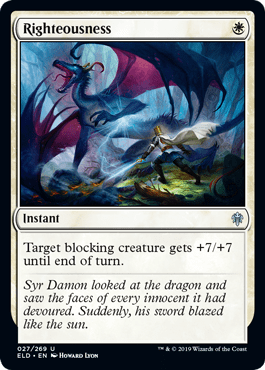 Righteousness
Instant
Target blocking creature gets +7/+7
until end of turn.
Syr Damon looked at the dragon and
saw the faces of every innocent it had
devoured. Suddenly, his sword blazed
like the sun.
027/269 U
ELD • EN Howard Lyon
™ & © 2019 Wizards of the Coast